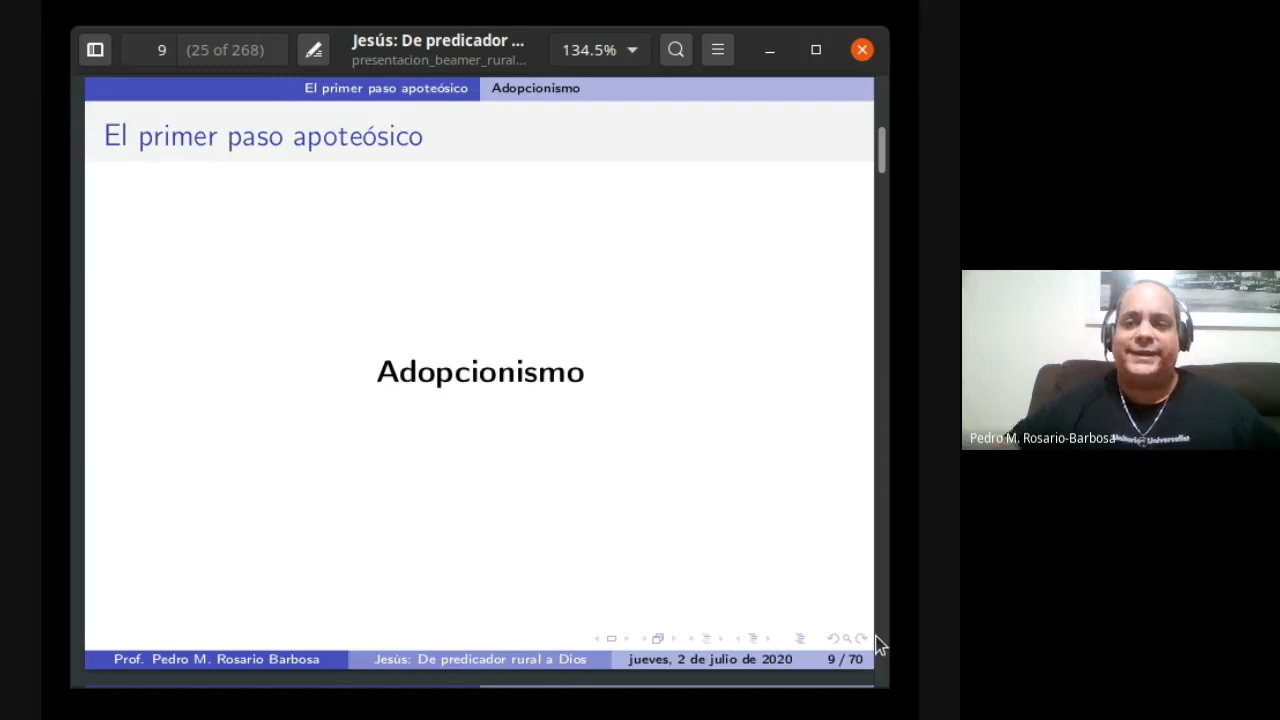 9 (25 of 268)
Jesús: De predicador ...
presentacion_beamer_rural...
134.5%
El primer paso apoteósico Adopcionismo
El primer paso apoteósico
Adopcionismo
Prof. Pedro M. Rosario Barbosa Jesús: De predicador rural a Dios jueves, 2 de julio de 2020 9 / 70
Pedro M. Rosario-Barbosa
Unitarian Universalist